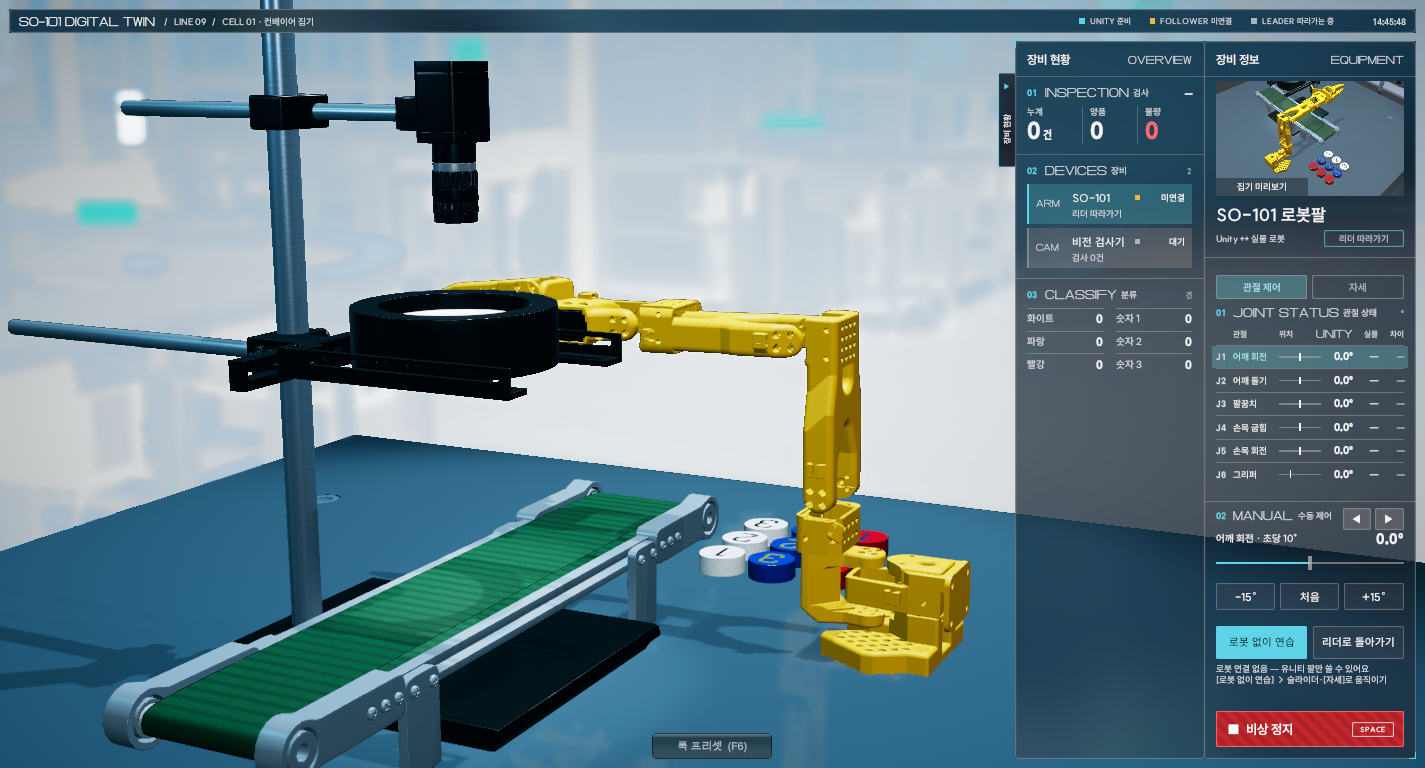 SO-101 DIGITAL TWIN / LINE 09 / CELL 01 · 컨베이어 집기
UNITY 준비 FOLLOWER 미연결 LEADER 따라가는 중 14:45:48
장비 현황 OVERVIEW
01 INSPECTION 검사
누계 양품 불량
0건 0 0
02 DEVICES 장비 2
ARM SO-101 미연결
리더 따라가기
CAM 비전 검사기 대기
검사 0건
03 CLASSIFY 분류 건
화이트 0 숫자 1 0
파랑 0 숫자 2 0
빨강 0 숫자 3 0
장비 정보 EQUIPMENT
집기 미리보기
SO-101 로봇팔
Unity ↔ 실물 로봇 리더 따라가기
관절 제어 자세
01 JOINT STATUS 관절 상태 °
관절 위치 UNITY 실물 차이
J1 어깨 회전 0.0° — —
J2 어깨 들기 0.0° — —
J3 팔꿈치 0.0° — —
J4 손목 굽힘 0.0° — —
J5 손목 회전 0.0° — —
J6 그리퍼 0.0° — —
02 MANUAL 수동 제어 ◀ ▶
어깨 회전 · 초당 10° 0.0°
-15° 처음 +15°
로봇 없이 연습 리더로 돌아가기
로봇 연결 없음 — 유니티 팔만 쓸 수 있어요
[로봇 없이 연습] > 슬라이더·[자세]로 움직이기
비상 정지 SPACE
3
2
1
3
룩 프리셋 (F6)